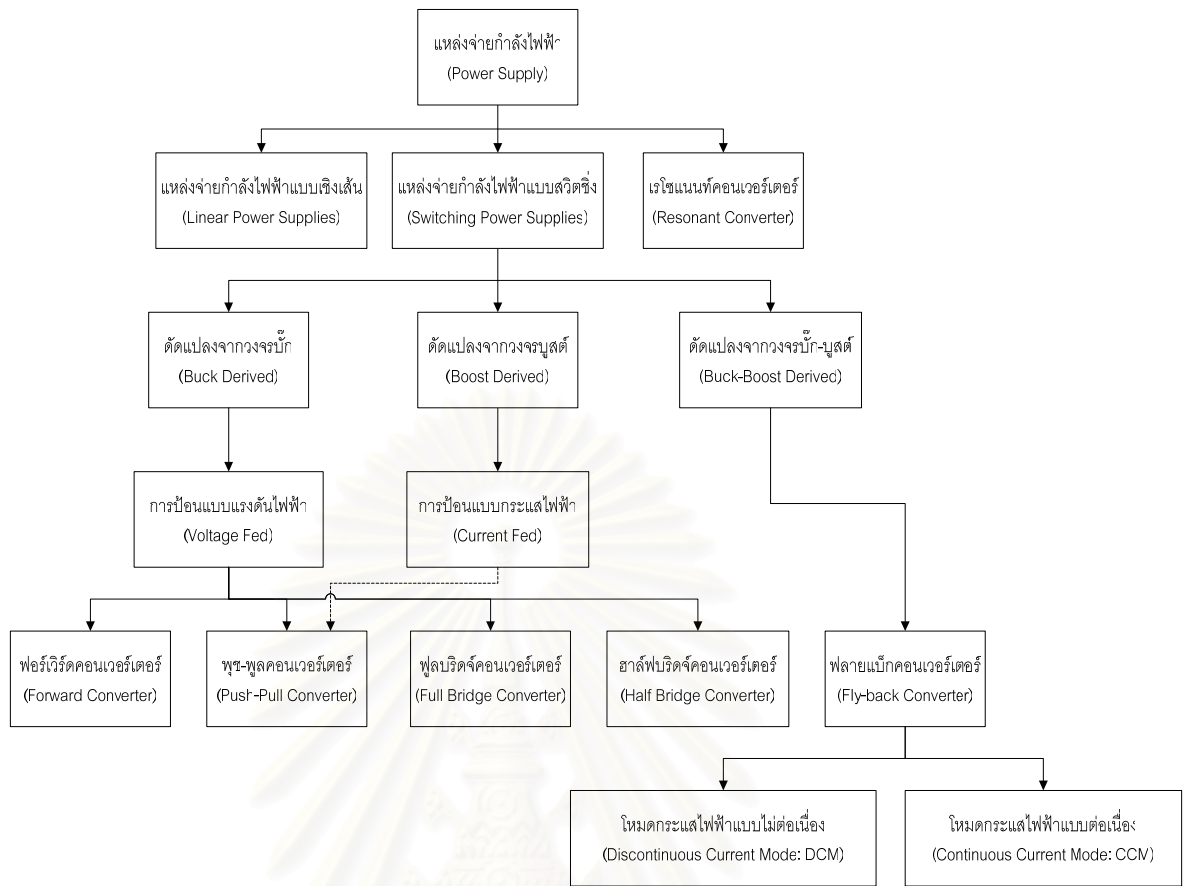 แหล่งจ่ายกำลังไฟฟ้า
(Power Supply)
แหล่งจ่ายกำลังไฟฟ้าแบบเชิงเส้น
(Linear Power Supplies)
แหล่งจ่ายกำลังไฟฟ้าแบบสวิตชิ่ง
(Switching Power Supplies)
เรโซแนนท์คอนเวอร์เตอร์
(Resonant Converter)
ดัดแปลงจากวงจรบั๊ก
(Buck Derived)
ดัดแปลงจากวงจรบูสต์
(Boost Derived)
ดัดแปลงจากวงจรบั๊ก-บูสต์
(Buck-Boost Derived)
การป้อนแบบแรงดันไฟฟ้า
(Voltage Fed)
การป้อนแบบกระแสไฟฟ้า
(Current Fed)
ฟอร์เวิร์ดคอนเวอร์เตอร์
(Forward Converter)
พุช-พูลคอนเวอร์เตอร์
(Push-Pull Converter)
ฟูลบริดจ์คอนเวอร์เตอร์
(Full Bridge Converter)
ฮาล์ฟบริดจ์คอนเวอร์เตอร์
(Half Bridge Converter)
ฟลายแบ็กคอนเวอร์เตอร์
(Fly-back Converter)
โหมดกระแสไฟฟ้าแบบไม่ต่อเนื่อง
(Discontinuous Current Mode: DCM)
โหมดกระแสไฟฟ้าแบบต่อเนื่อง
(Continuous Current Mode: CCM)